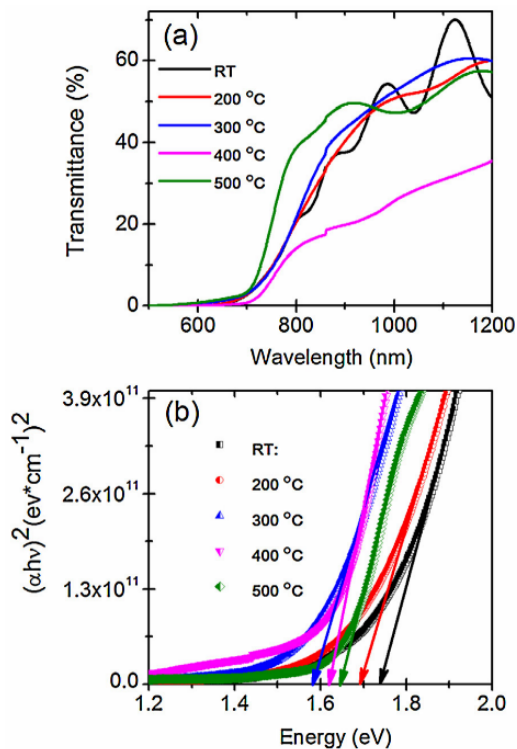 (a)
60
40
20
0
Transmittance (%)
RT
200 °C
300 °C
400 °C
500 °C
600 800 1000 1200
Wavelength (nm)
(b)
3.9x10¹¹
2.6x10¹¹
1.3x10¹¹
0.0
(αhν)²(ev*cm⁻¹)²
RT:
200 °C
300 °C
400 °C
500 °C
1.2 1.4 1.6 1.8 2.0
Energy (eV)